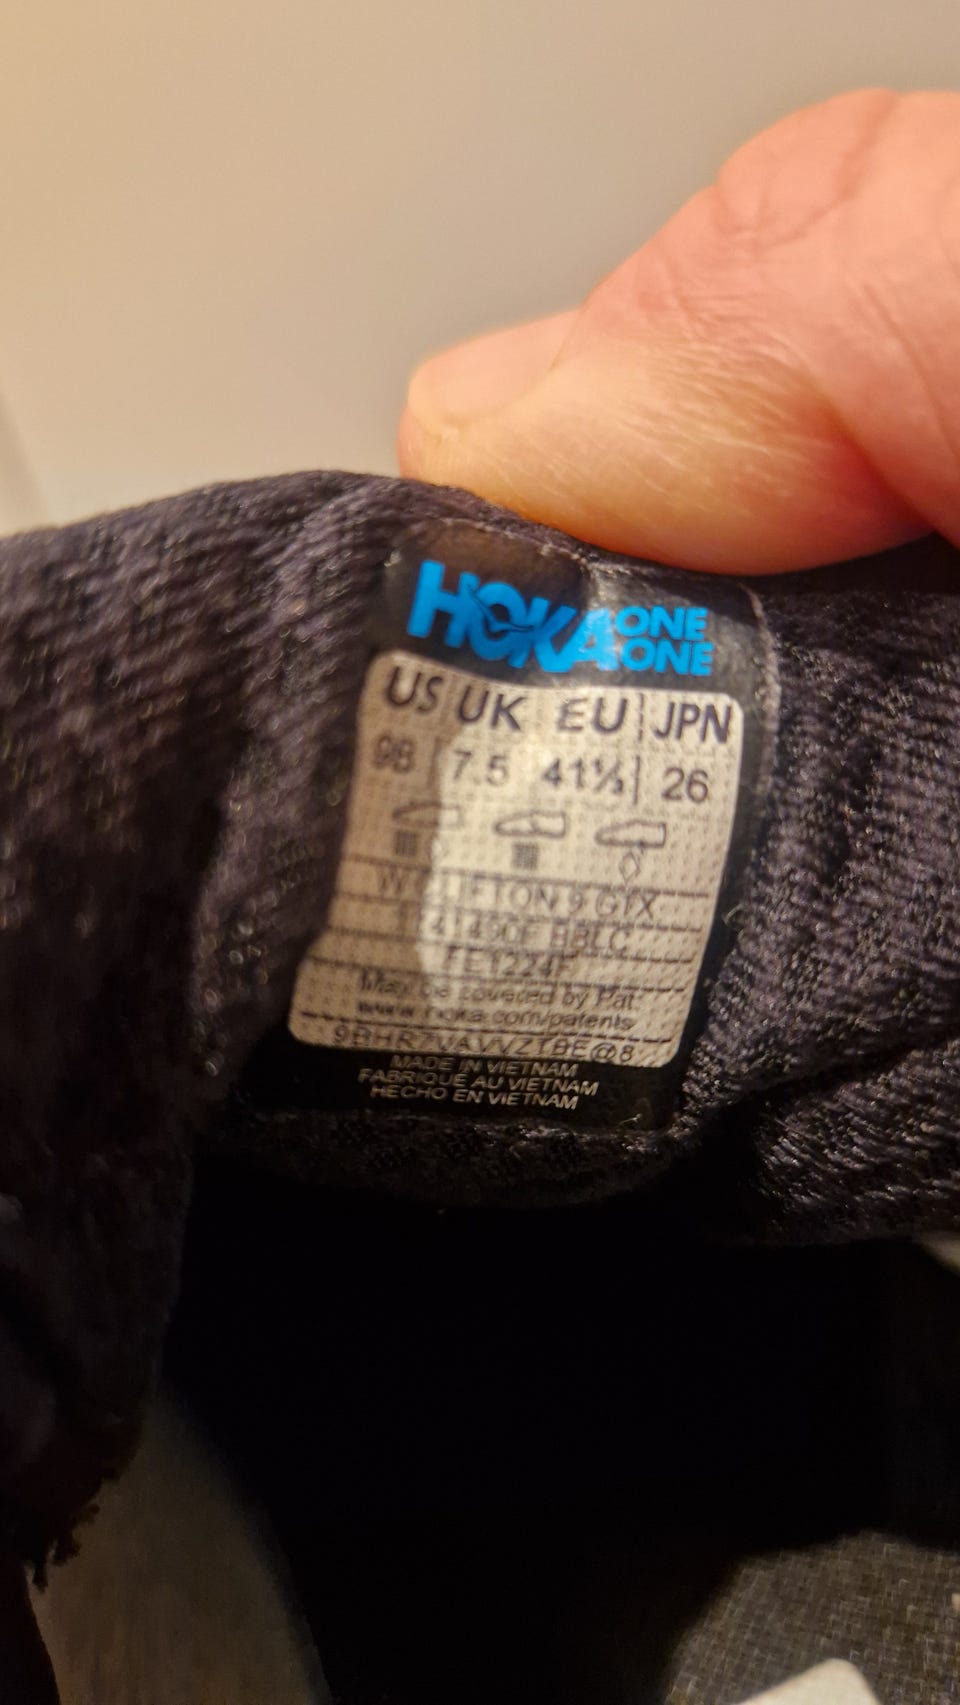 HOKA ONE ONE
US UK EU JPN
9B 7.5 41⅓ 26
W CLIFTON 9 GTX
1141490F BBLC
FE1224F
May be covered by Pat.
www.hoka.com/patents
MADE IN VIETNAM
FABRIQUÉ AU VIETNAM
HECHO EN VIETNAM